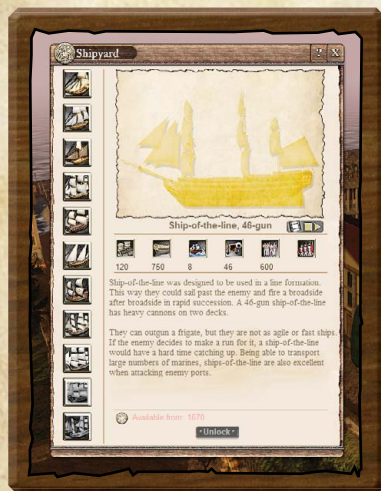 Shipyard ? X
Ship-of-the-line, 46-gun
120 750 8 46 600
Ship-of-the-line was designed to be used in a line formation.
This way they could sail past the enemy and fire a broadside
after broadside in rapid succession. A 46-gun ship-of-the-line
has heavy cannons on two decks.
They can outgun a frigate, but they are not as agile or fast ships.
If the enemy decides to make a run for it, a ship-of-the-line
would have a hard time catching up. Being able to transport
large numbers of marines, ships-of-the-line are also excellent
when attacking enemy ports.
Available from: 1670
Unlock